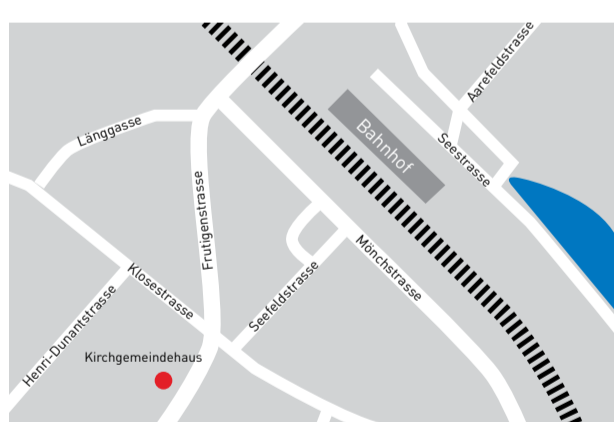 Aarefeldstrasse
Bahnhof
Länggasse
Seestrasse
Frutigenstrasse
Mönchstrasse
Klosestrasse
Seefeldstrasse
Henri-Dunantstrasse
Kirchgemeindehaus